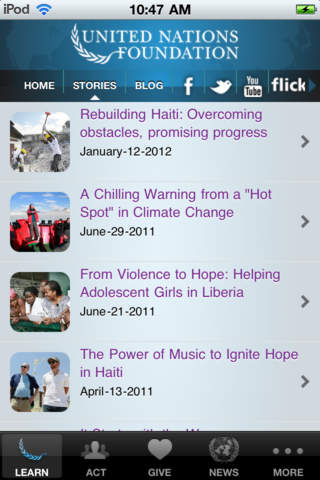 iPod 10:47 AM
UNITED NATIONS
FOUNDATION
HOME STORIES BLOG f You Tube flick
Rebuilding Haiti: Overcoming
obstacles, promising progress
January-12-2012
A Chilling Warning from a "Hot
Spot" in Climate Change
June-29-2011
From Violence to Hope: Helping
Adolescent Girls in Liberia
June-21-2011
The Power of Music to Ignite Hope
in Haiti
April-13-2011
LEARN ACT GIVE NEWS MORE